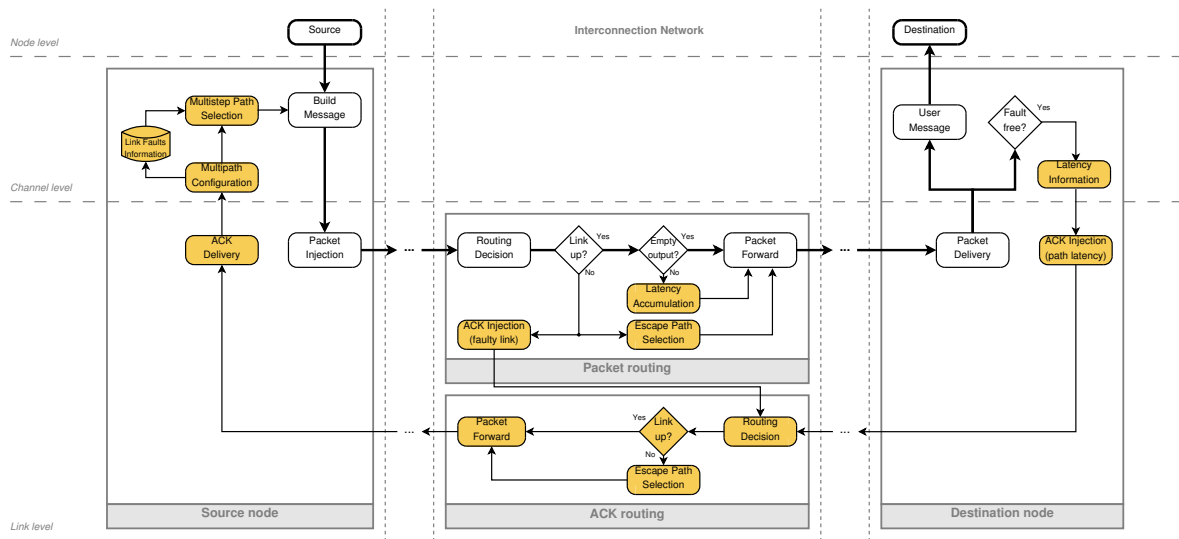 Source
Interconnection Network
Destination
Node level
Multistep Path
Selection
Build
Message
Link Faults
Information
Multipath
Configuration
User
Message
Fault
free?
Yes
Latency
Information
Channel level
ACK
Delivery
Packet
Injection
...
Routing
Decision
Link
up?
Yes
No
Empty
output?
Yes
No
Packet
Forward
...
Packet
Delivery
ACK Injection
(path latency)
Latency
Accumulation
ACK Injection
(faulty link)
Escape Path
Selection
Packet routing
...
Packet
Forward
Yes
Link
up?
No
Routing
Decision
...
Escape Path
Selection
Source node
ACK routing
Destination node
Link level